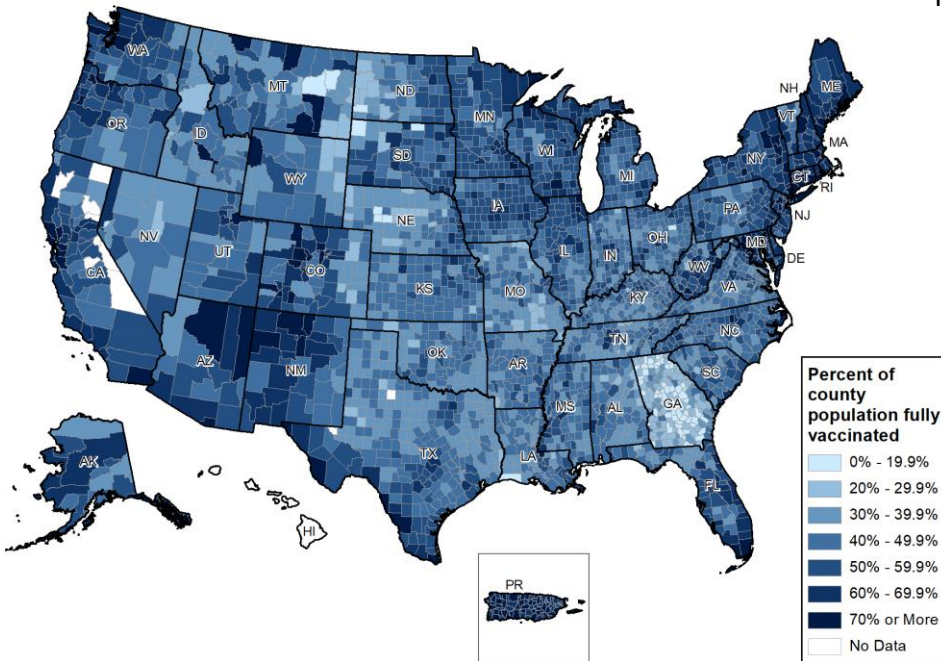 WA
MT
ND
MN
NH
ME
VT
OR
ID
SD
WI
MI
NY
MA
CT
RI
WY
IA
PA
NJ
NE
OH
MD
DE
NV
UT
CO
IL
IN
WV
CA
KS
MO
KY
VA
TN
NC
AZ
NM
OK
AR
SC
MS
AL
GA
TX
LA
FL
AK
HI
PR
Percent of
county
population fully
vaccinated
0% - 19.9%
20% - 29.9%
30% - 39.9%
40% - 49.9%
50% - 59.9%
60% - 69.9%
70% or More
No Data